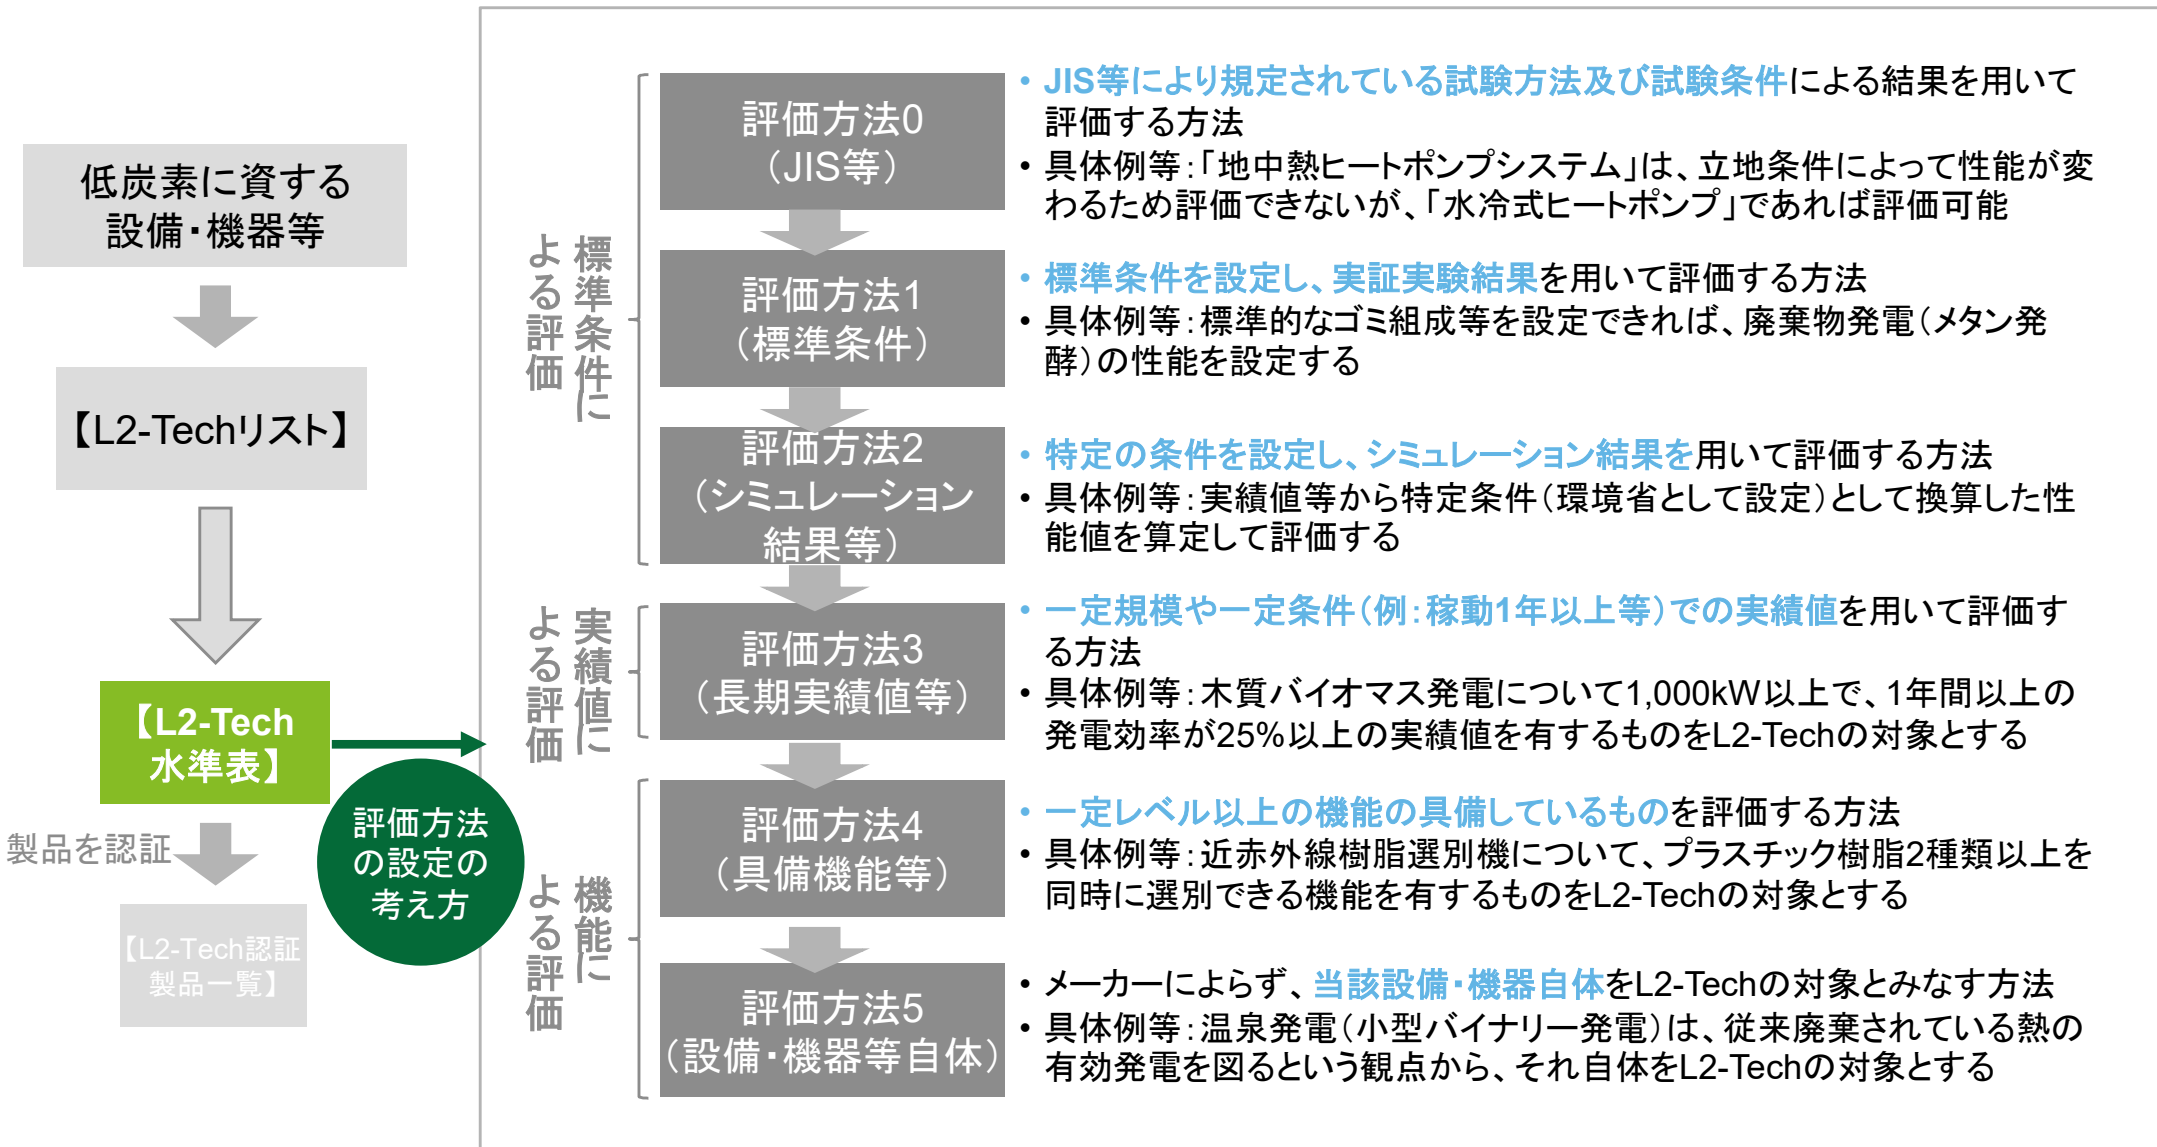 低炭素に資する
設備・機器等
【L2-Techリスト】
【L2-Tech
水準表】
製品を認証
【L2-Tech認証
製品一覧】
評価方法
の設定の
考え方
標準条件に
よる評価
評価方法0
（JIS等）
・JIS等により規定されている試験方法及び試験条件による結果を用いて
評価する方法
・具体例等：「地中熱ヒートポンプシステム」は、立地条件によって性能が変
わるため評価できないが、「水冷式ヒートポンプ」であれば評価可能
評価方法1
（標準条件）
・標準条件を設定し、実証実験結果を用いて評価する方法
・具体例等：標準的なゴミ組成等を設定できれば、廃棄物発電（メタン発
酵）の性能を設定する
評価方法2
（シミュレーション
結果等）
・特定の条件を設定し、シミュレーション結果を用いて評価する方法
・具体例等：実績値等から特定条件（環境省として設定）として換算した性
能値を算定して評価する
実績値に
よる評価
評価方法3
（長期実績値等）
・一定規模や一定条件（例：稼動1年以上等）での実績値を用いて評価す
る方法
・具体例等：木質バイオマス発電について1,000kW以上で、1年間以上の
発電効率が25%以上の実績値を有するものをL2-Techの対象とする
機能に
よる評価
評価方法4
（具備機能等）
・一定レベル以上の機能の具備しているものを評価する方法
・具体例等：近赤外線樹脂選別機について、プラスチック樹脂2種類以上を
同時に選別できる機能を有するものをL2-Techの対象とする
評価方法5
（設備・機器等自体）
・メーカーによらず、当該設備・機器自体をL2-Techの対象とみなす方法
・具体例等：温泉発電（小型バイナリー発電）は、従来廃棄されている熱の
有効発電を図るという観点から、それ自体をL2-Techの対象とする